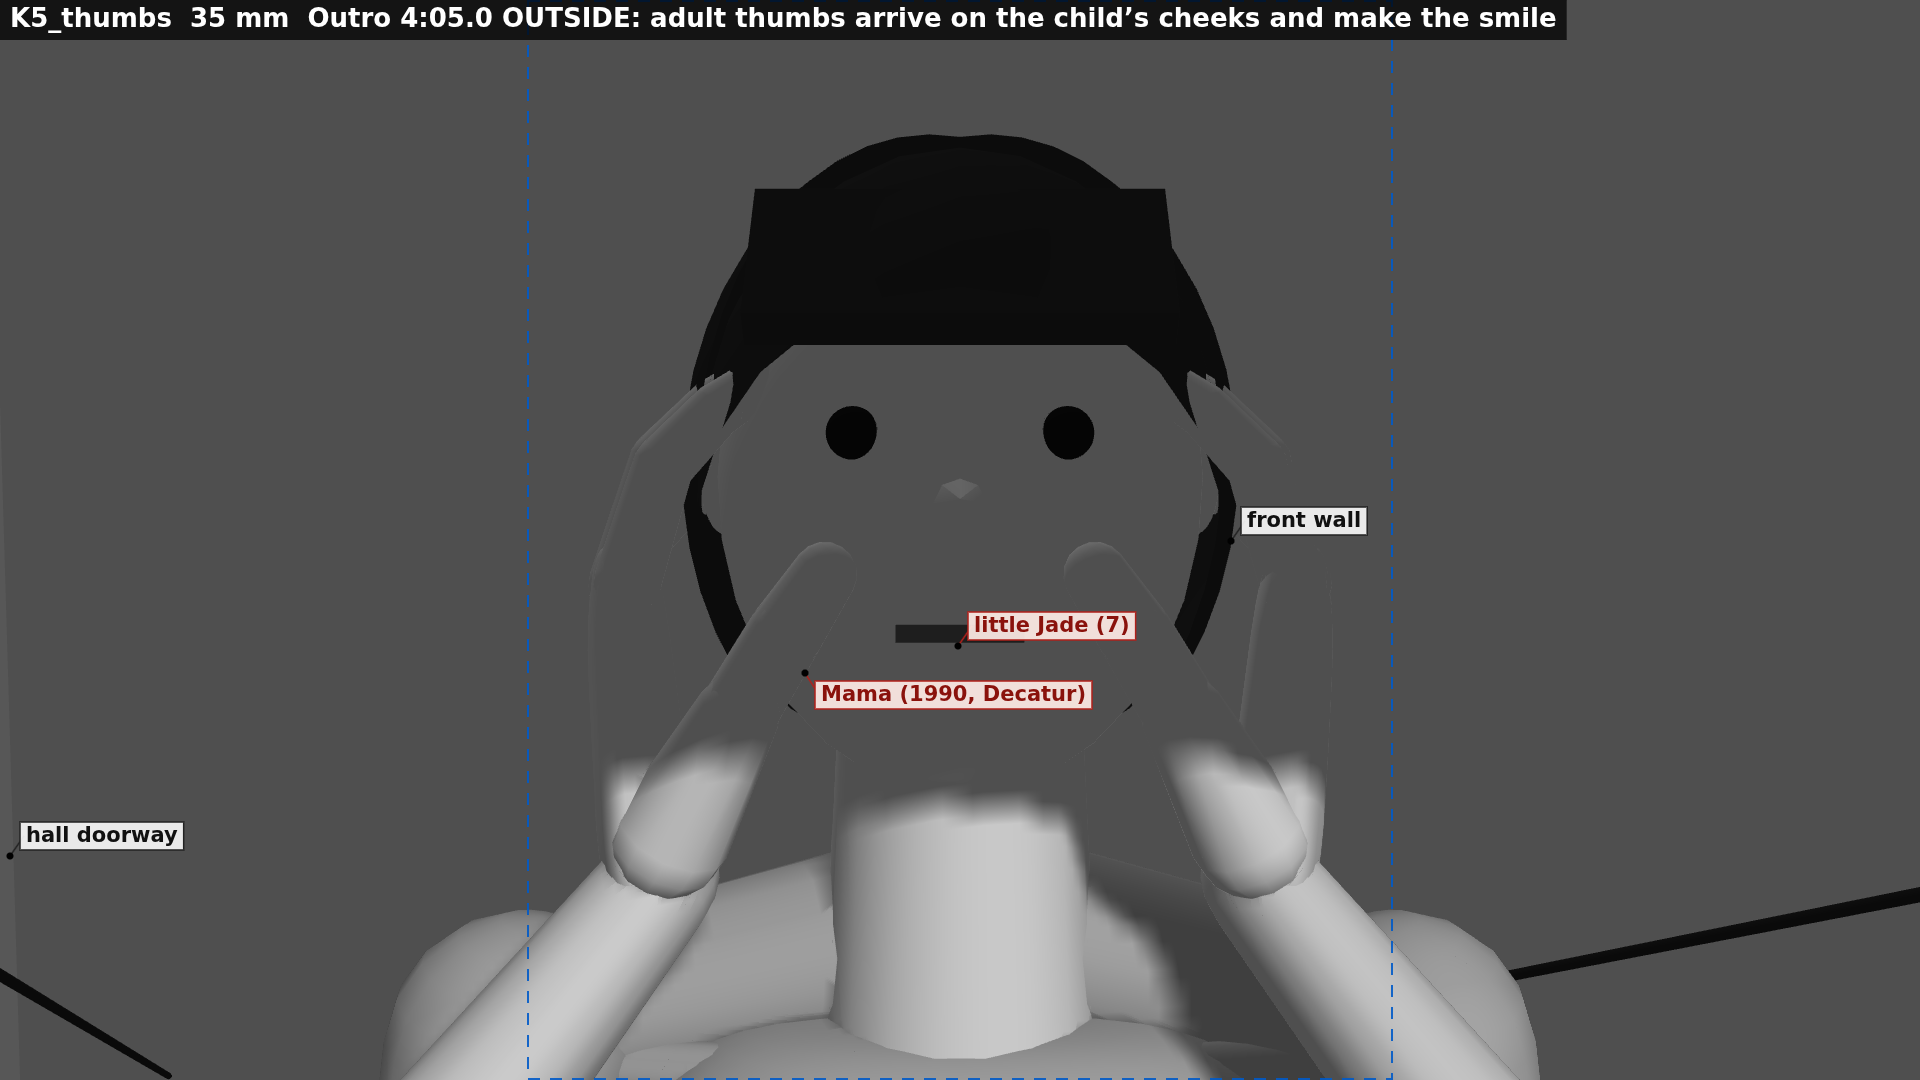 K5_thumbs 35 mm Outro 4:05.0 OUTSIDE: adult thumbs arrive on the child’s cheeks and make the smile
front wall
little Jade (7)
Mama (1990, Decatur)
hall doorway